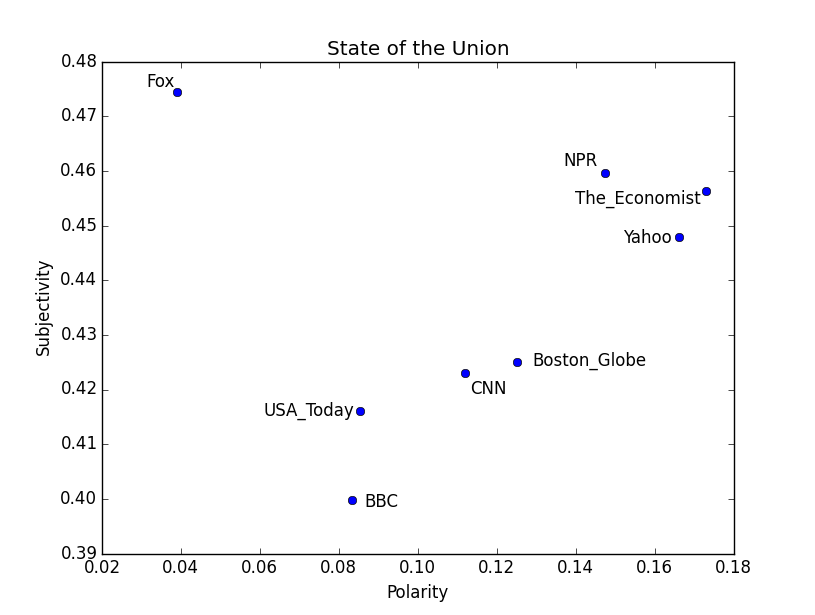 State of the Union
0.48
Fox
0.47
NPR
0.46
The_Economist
0.45
Yahoo
0.44
Subjectivity
0.43
Boston_Globe
0.42
CNN
USA_Today
0.41
0.40
BBC
0.39
0.02 0.04 0.06 0.08 0.10 0.12 0.14 0.16 0.18
Polarity